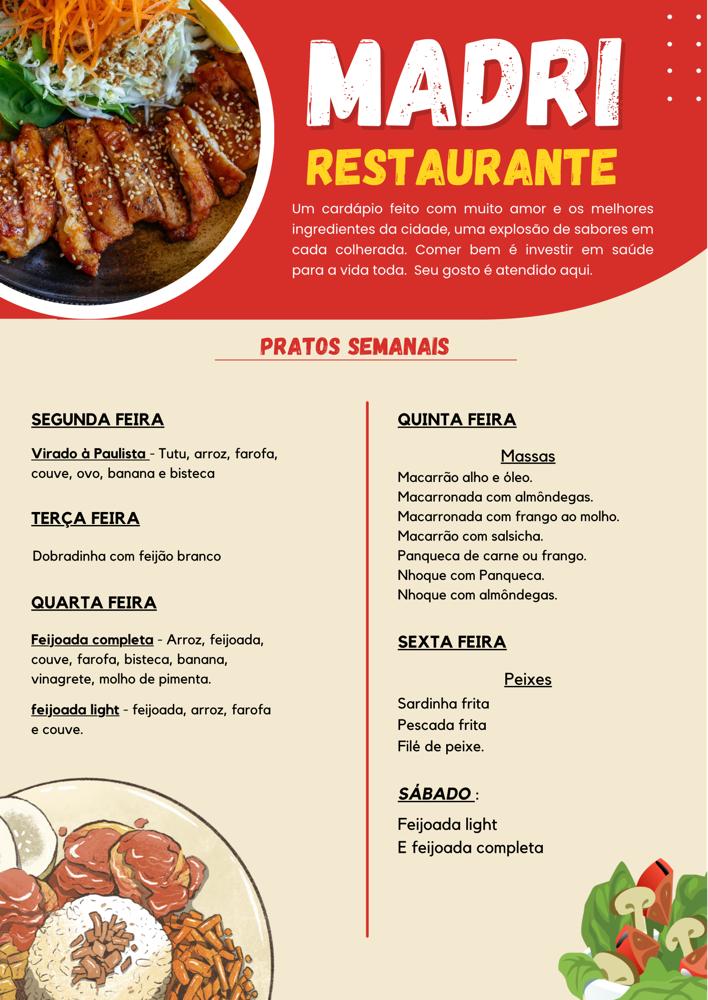 MADRI
RESTAURANTE
Um cardápio feito com muito amor e os melhores
ingredientes da cidade, uma explosão de sabores em
cada colherada. Comer bem é investir em saúde
para a vida toda. Seu gosto é atendido aqui.
PRATOS SEMANAIS
SEGUNDA FEIRA
Virado à Paulista - Tutu, arroz, farofa,
couve, ovo, banana e bisteca
TERÇA FEIRA
Dobradinha com feijão branco
QUARTA FEIRA
Feijoada completa - Arroz, feijoada,
couve, farofa, bisteca, banana,
vinagrete, molho de pimenta.
feijoada light - feijoada, arroz, farofa
e couve.
QUINTA FEIRA
Massas
Macarrão alho e óleo.
Macarronada com almôndegas.
Macarronada com frango ao molho.
Macarrão com salsicha.
Panqueca de carne ou frango.
Nhoque com Panqueca.
Nhoque com almôndegas.
SEXTA FEIRA
Peixes
Sardinha frita
Pescada frita
Filé de peixe.
SÁBADO :
Feijoada light
E feijoada completa